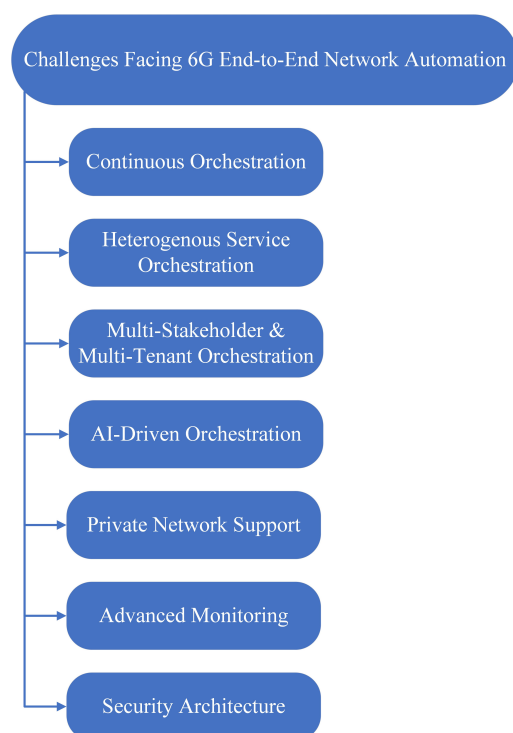 Challenges Facing 6G End-to-End Network Automation
Continuous Orchestration
Heterogenous Service
Orchestration
Multi-Stakeholder &
Multi-Tenant Orchestration
AI-Driven Orchestration
Private Network Support
Advanced Monitoring
Security Architecture